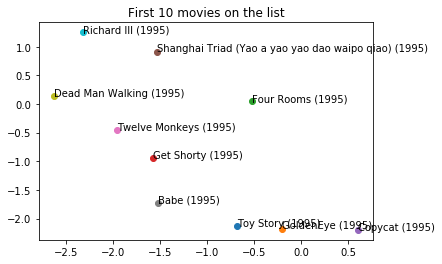 First 10 movies on the list
Richard III (1995)
Shanghai Triad (Yao a yao yao dao waipo qiao) (1995)
Dead Man Walking (1995)
Four Rooms (1995)
Twelve Monkeys (1995)
Get Shorty (1995)
Babe (1995)
Toy Story (1995)
GoldenEye (1995)
Copycat (1995)
1.0
0.5
0.0
−0.5
−1.0
−1.5
−2.0
−2.5 −2.0 −1.5 −1.0 −0.5 0.0 0.5